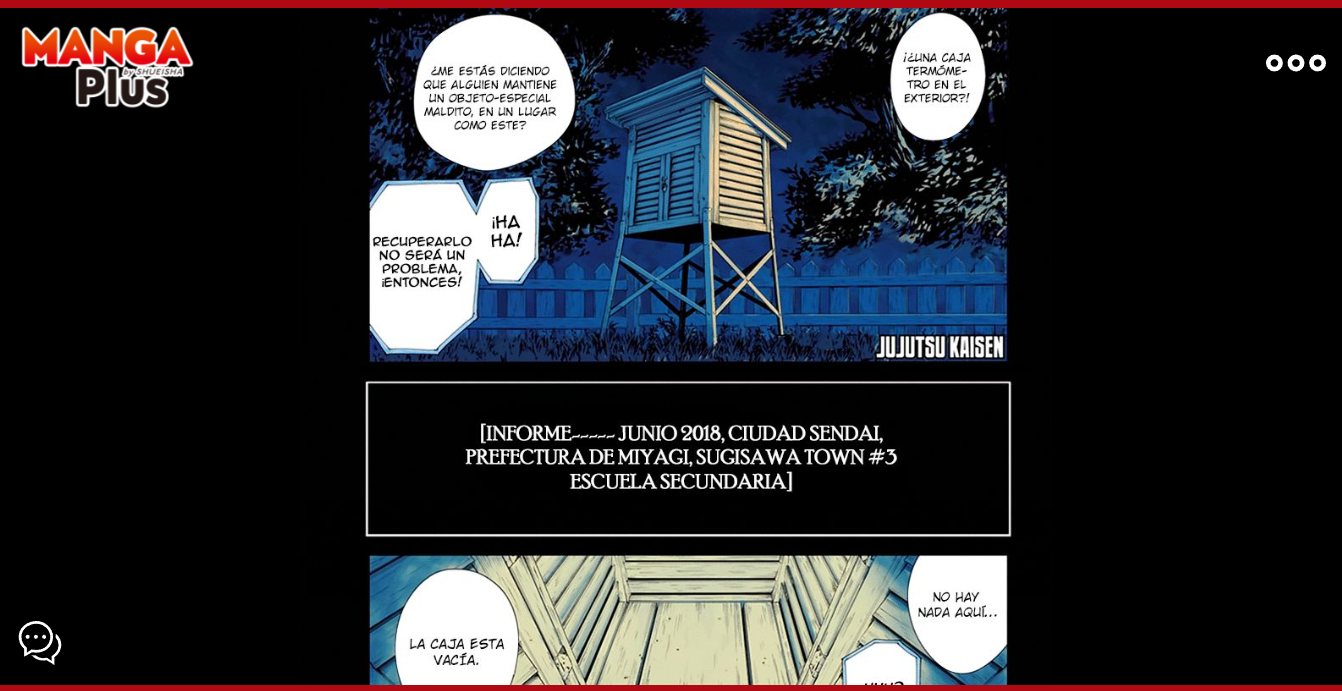 MANGA
Plus
by SHUEISHA
¡¿UNA CAJA
TERMÓME-
TRO EN EL
EXTERIOR?!
¿ME ESTÁS DICIENDO
QUE ALGUIEN MANTIENE
UN OBJETO-ESPECIAL
MALDITO, EN UN LUGAR
COMO ESTE?
¡HA
HA!
RECUPERARLO
NO SERÁ UN
PROBLEMA,
¡ENTONCES!
JUJUTSU KAISEN
[INFORME----- JUNIO 2018, CIUDAD SENDAI,
PREFECTURA DE MIYAGI, SUGISAWA TOWN #3
ESCUELA SECUNDARIA]
NO HAY
NADA AQUÍ...
LA CAJA ESTA
VACÍA.